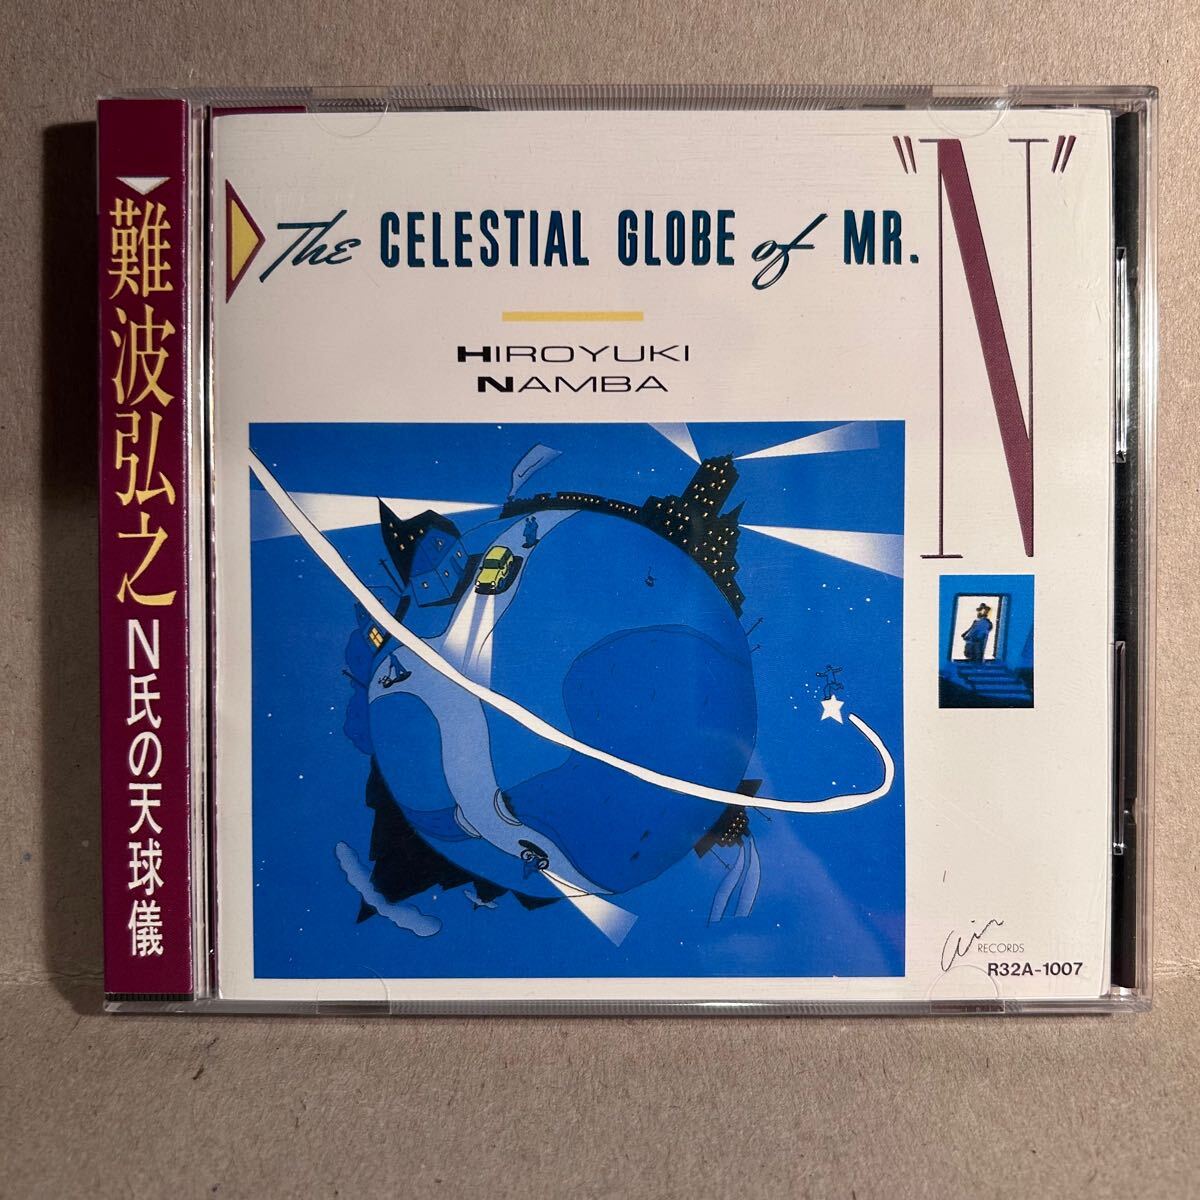 難波弘之 N氏の天球儀
The CELESTIAL GLOBE of MR. "N"
HIROYUKI
NAMBA
Air RECORDS
R32A-1007